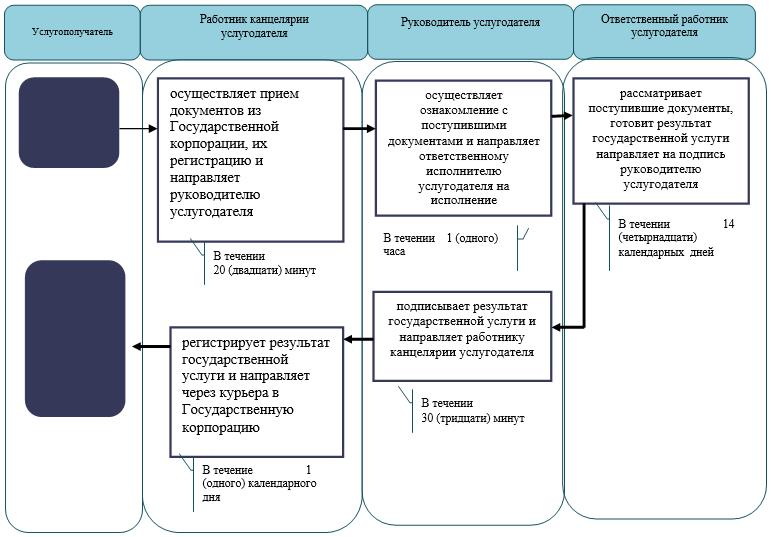 Услугополучатель
Работник канцелярии
услугодателя
Руководитель услугодателя
Ответственный работник
услугодателя
осуществляет прием
документов из
Государственной
корпорации, их
регистрацию и
направляет
руководителю
услугодателя
В течении
20 (двадцати) минут
осуществляет
ознакомление с
поступившими
документами и направляет
ответственному
исполнителю
услугодателя на
исполнение
В течении 1 (одного)
часа
рассматривает
поступившие документы,
готовит результат
государственной услуги
направляет на подпись
руководителю
услугодателя
В течении 14
(четырнадцати)
календарных дней
подписывает результат
государственной услуги и
направляет работнику
канцелярии услугодателя
В течении
30 (тридцати) минут
регистрирует результат
государственной
услуги и направляет
через курьера в
Государственную
корпорацию
В течение 1
(одного) календарного
дня